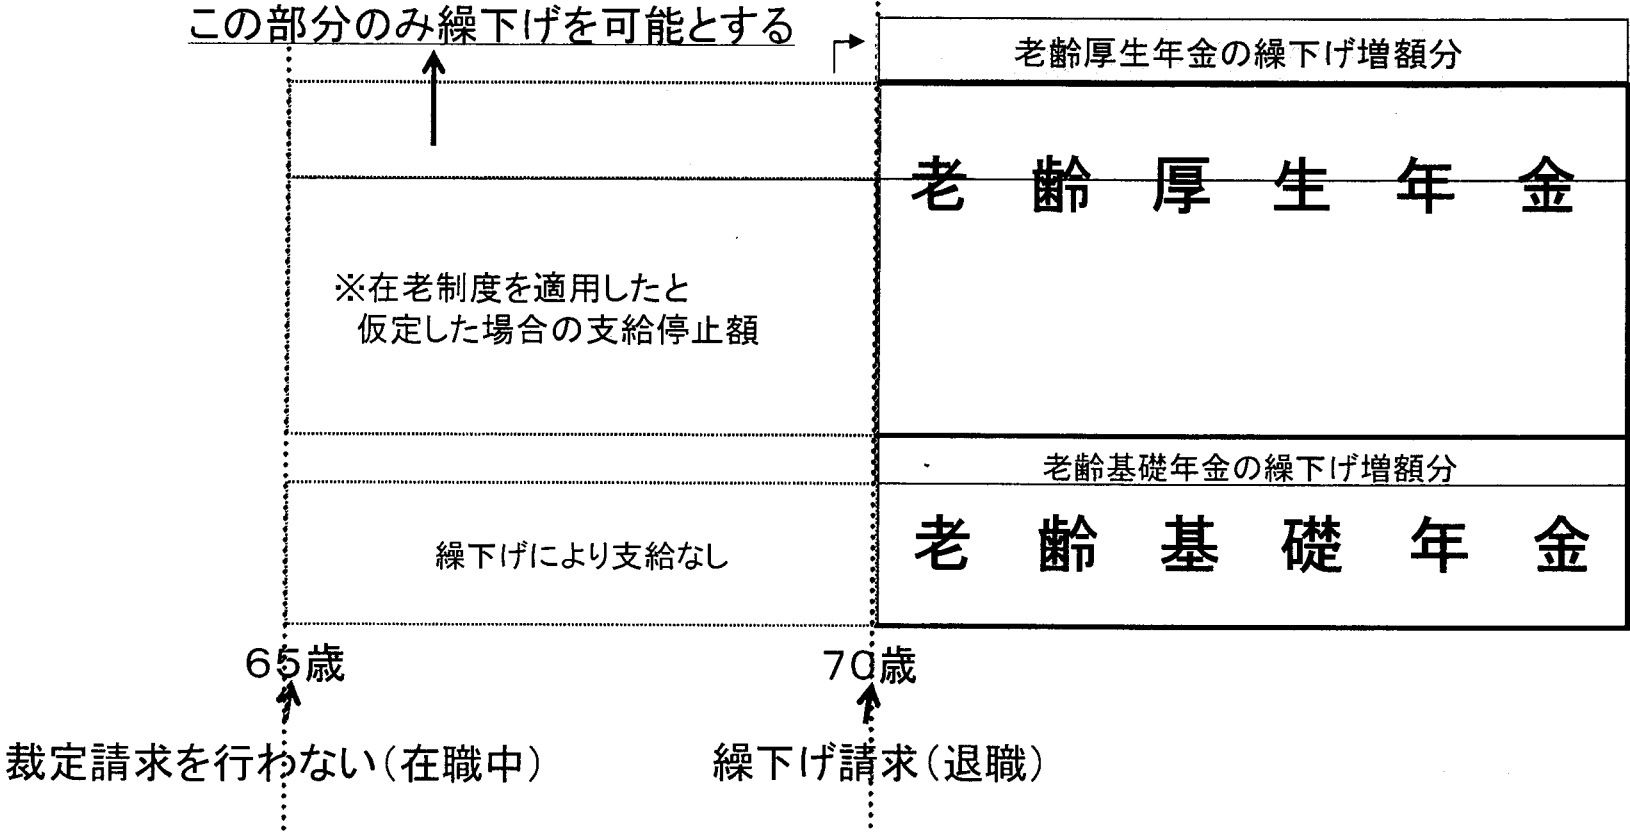 この部分のみ繰下げを可能とする
老齢厚生年金の繰下げ増額分
老齢厚生年金
※在老制度を適用したと
仮定した場合の支給停止額
老齢基礎年金の繰下げ増額分
繰下げにより支給なし
老齢基礎年金
65歳
70歳
裁定請求を行わない(在職中)
繰下げ請求(退職)